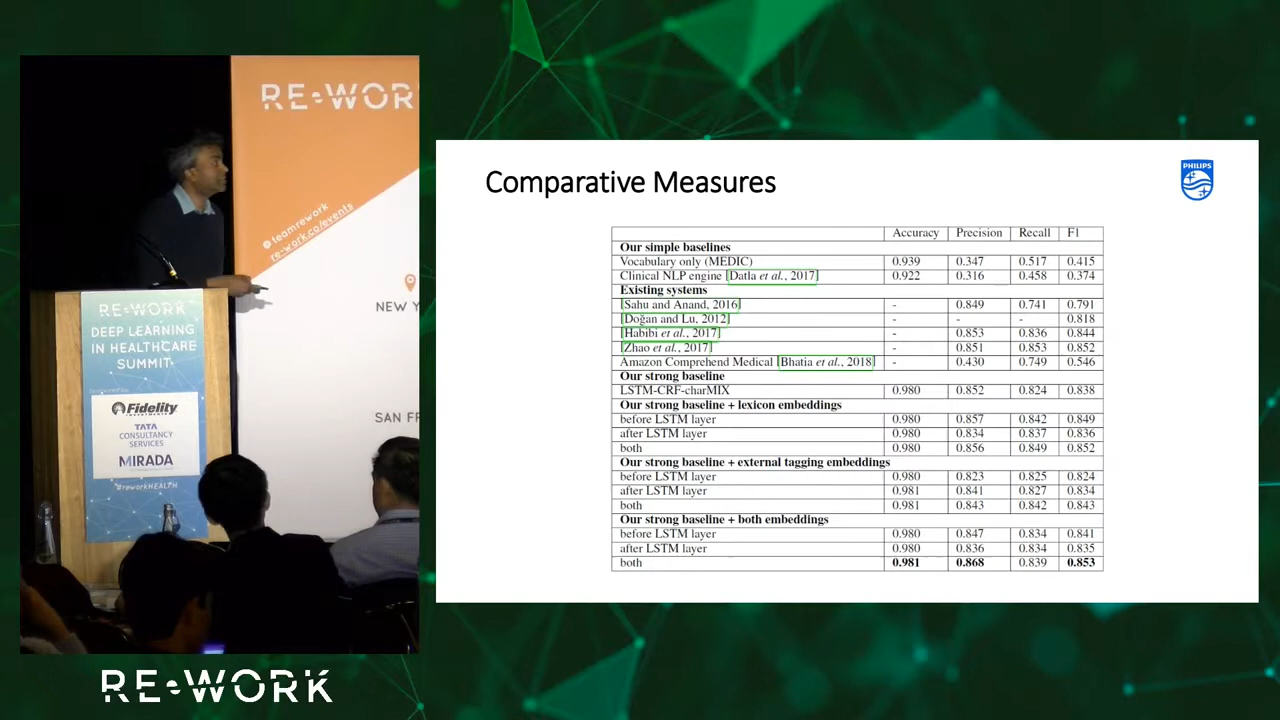 RE•WOR
@teamrework
re-work.co/events
NEW Y
SAN FR
RE•WORK
DEEP LEARNING
IN HEALTHCARE
SUMMIT
Fidelity
INVESTMENTS
TATA
CONSULTANCY
SERVICES
MIRADA
#reworkHEALTH
RE•WORK
Comparative Measures
PHILIPS
Accuracy Precision Recall F1
Our simple baselines
Vocabulary only (MEDIC) 0.939 0.347 0.517 0.415
Clinical NLP engine [Datla et al., 2017] 0.922 0.316 0.458 0.374
Existing systems
[Sahu and Anand, 2016] - 0.849 0.741 0.791
[Doğan and Lu, 2012] - - - 0.818
[Habibi et al., 2017] - 0.853 0.836 0.844
[Zhao et al., 2017] - 0.851 0.853 0.852
Amazon Comprehend Medical [Bhatia et al., 2018] - 0.430 0.749 0.546
Our strong baseline
LSTM-CRF-charMIX 0.980 0.852 0.824 0.838
Our strong baseline + lexicon embeddings
before LSTM layer 0.980 0.857 0.842 0.849
after LSTM layer 0.980 0.834 0.837 0.836
both 0.980 0.856 0.849 0.852
Our strong baseline + external tagging embeddings
before LSTM layer 0.980 0.823 0.825 0.824
after LSTM layer 0.981 0.841 0.827 0.834
both 0.981 0.843 0.842 0.843
Our strong baseline + both embeddings
before LSTM layer 0.980 0.847 0.834 0.841
after LSTM layer 0.980 0.836 0.834 0.835
both 0.981 0.868 0.839 0.853